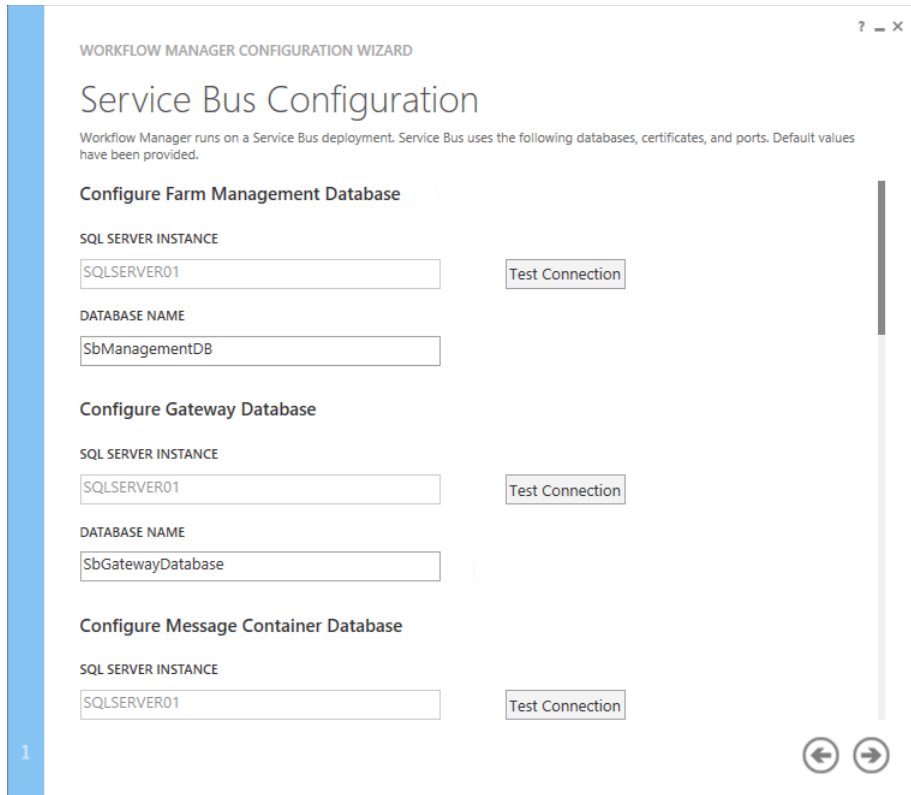 ? _ ×
WORKFLOW MANAGER CONFIGURATION WIZARD
Service Bus Configuration
Workflow Manager runs on a Service Bus deployment. Service Bus uses the following databases, certificates, and ports. Default values
have been provided.
Configure Farm Management Database
SQL SERVER INSTANCE
SQLSERVER01
Test Connection
DATABASE NAME
SbManagementDB
Configure Gateway Database
SQL SERVER INSTANCE
SQLSERVER01
Test Connection
DATABASE NAME
SbGatewayDatabase
Configure Message Container Database
SQL SERVER INSTANCE
SQLSERVER01
Test Connection
1